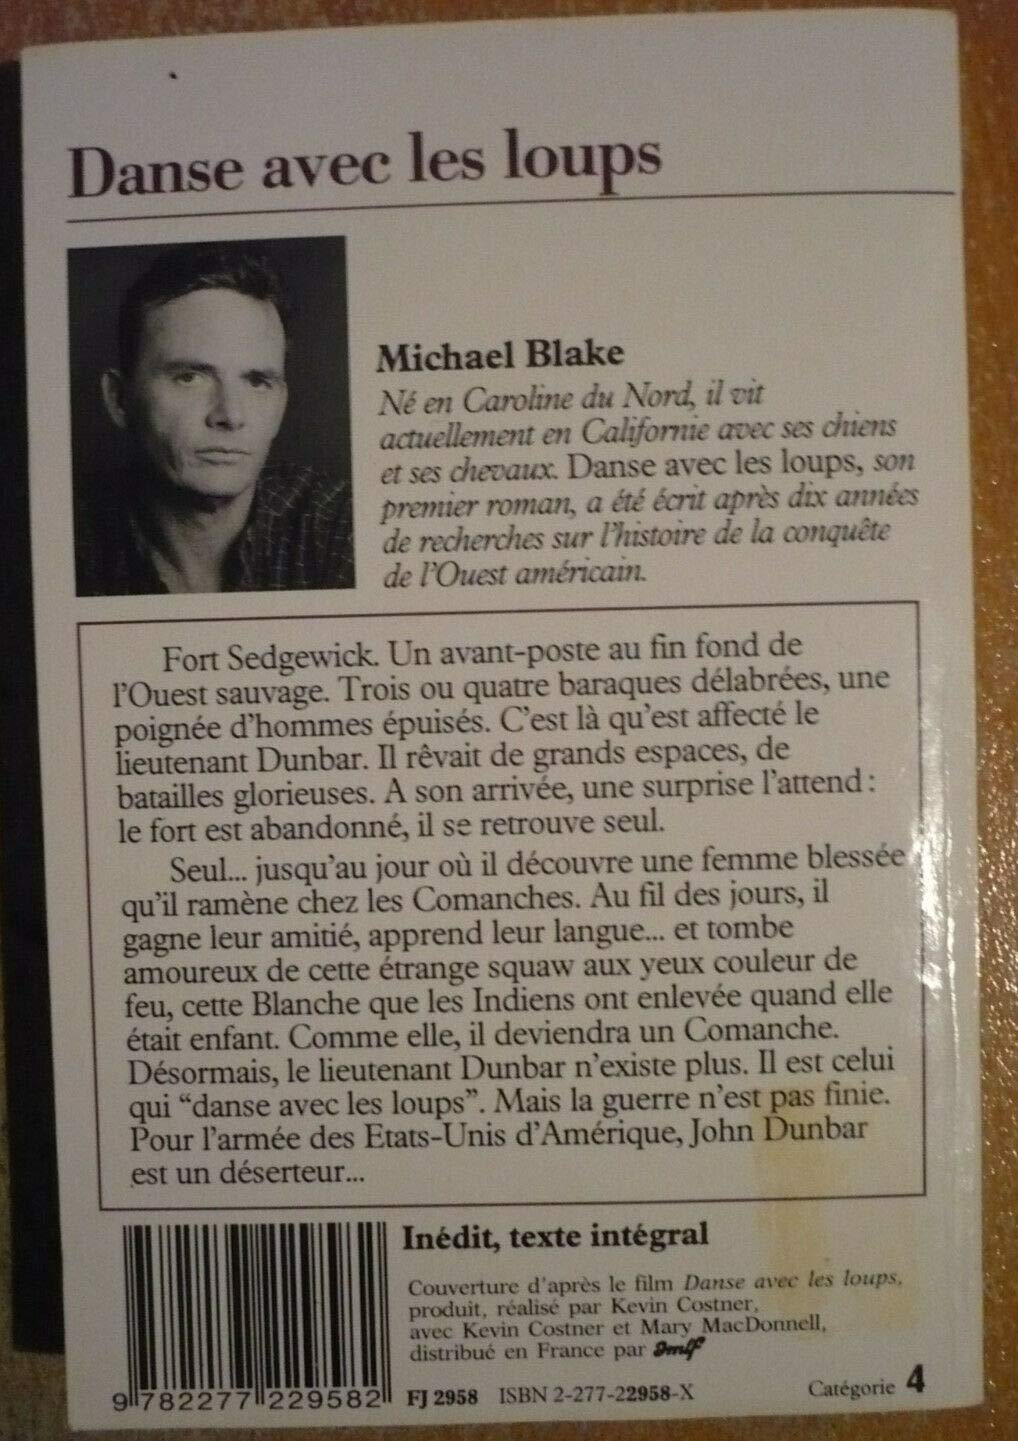 Danse avec les loups
Michael Blake
Né en Caroline du Nord, il vit
actuellement en Californie avec ses chiens
et ses chevaux. Danse avec les loups, son
premier roman, a été écrit après dix années
de recherches sur l'histoire de la conquête
de l'Ouest américain.
Fort Sedgewick. Un avant-poste au fin fond de
l'Ouest sauvage. Trois ou quatre baraques délabrées, une
poignée d'hommes épuisés. C'est là qu'est affecté le
lieutenant Dunbar. Il rêvait de grands espaces, de
batailles glorieuses. A son arrivée, une surprise l'attend :
le fort est abandonné, il se retrouve seul.
Seul... jusqu'au jour où il découvre une femme blessée
qu'il ramène chez les Comanches. Au fil des jours, il
gagne leur amitié, apprend leur langue... et tombe
amoureux de cette étrange squaw aux yeux couleur de
feu, cette Blanche que les Indiens ont enlevée quand elle
était enfant. Comme elle, il deviendra un Comanche.
Désormais, le lieutenant Dunbar n'existe plus. Il est celui
qui “danse avec les loups”. Mais la guerre n'est pas finie.
Pour l'armée des Etats-Unis d'Amérique, John Dunbar
est un déserteur...
Inédit, texte intégral
Couverture d'après le film Danse avec les loups,
produit, réalisé par Kevin Costner,
avec Kevin Costner et Mary MacDonnell,
distribué en France par
9 782277 229582
FJ 2958 ISBN 2-277-22958-X
Catégorie 4